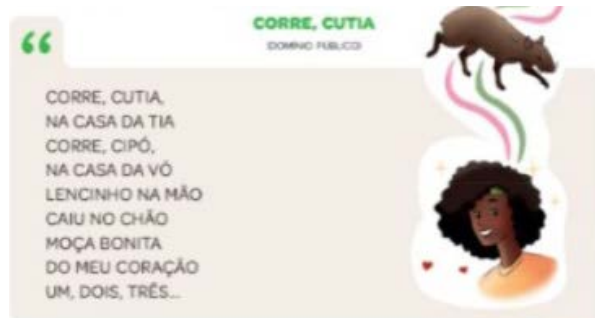 CORRE, CUTIA
(DOMÍNIO PÚBLICO)
“
CORRE, CUTIA,
NA CASA DA TIA
CORRE, CIPÓ,
NA CASA DA VÓ
LENCINHO NA MÃO
CAIU NO CHÃO
MOÇA BONITA
DO MEU CORAÇÃO
UM, DOIS, TRÊS...